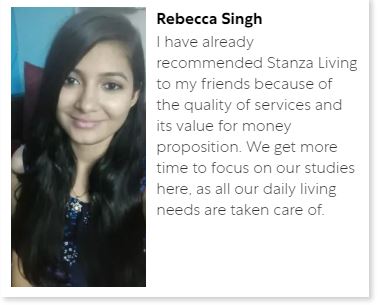 Rebecca Singh
I have already
recommended Stanza Living
to my friends because of
the quality of services and
its value for money
proposition. We get more
time to focus on our studies
here, as all our daily living
needs are taken care of.